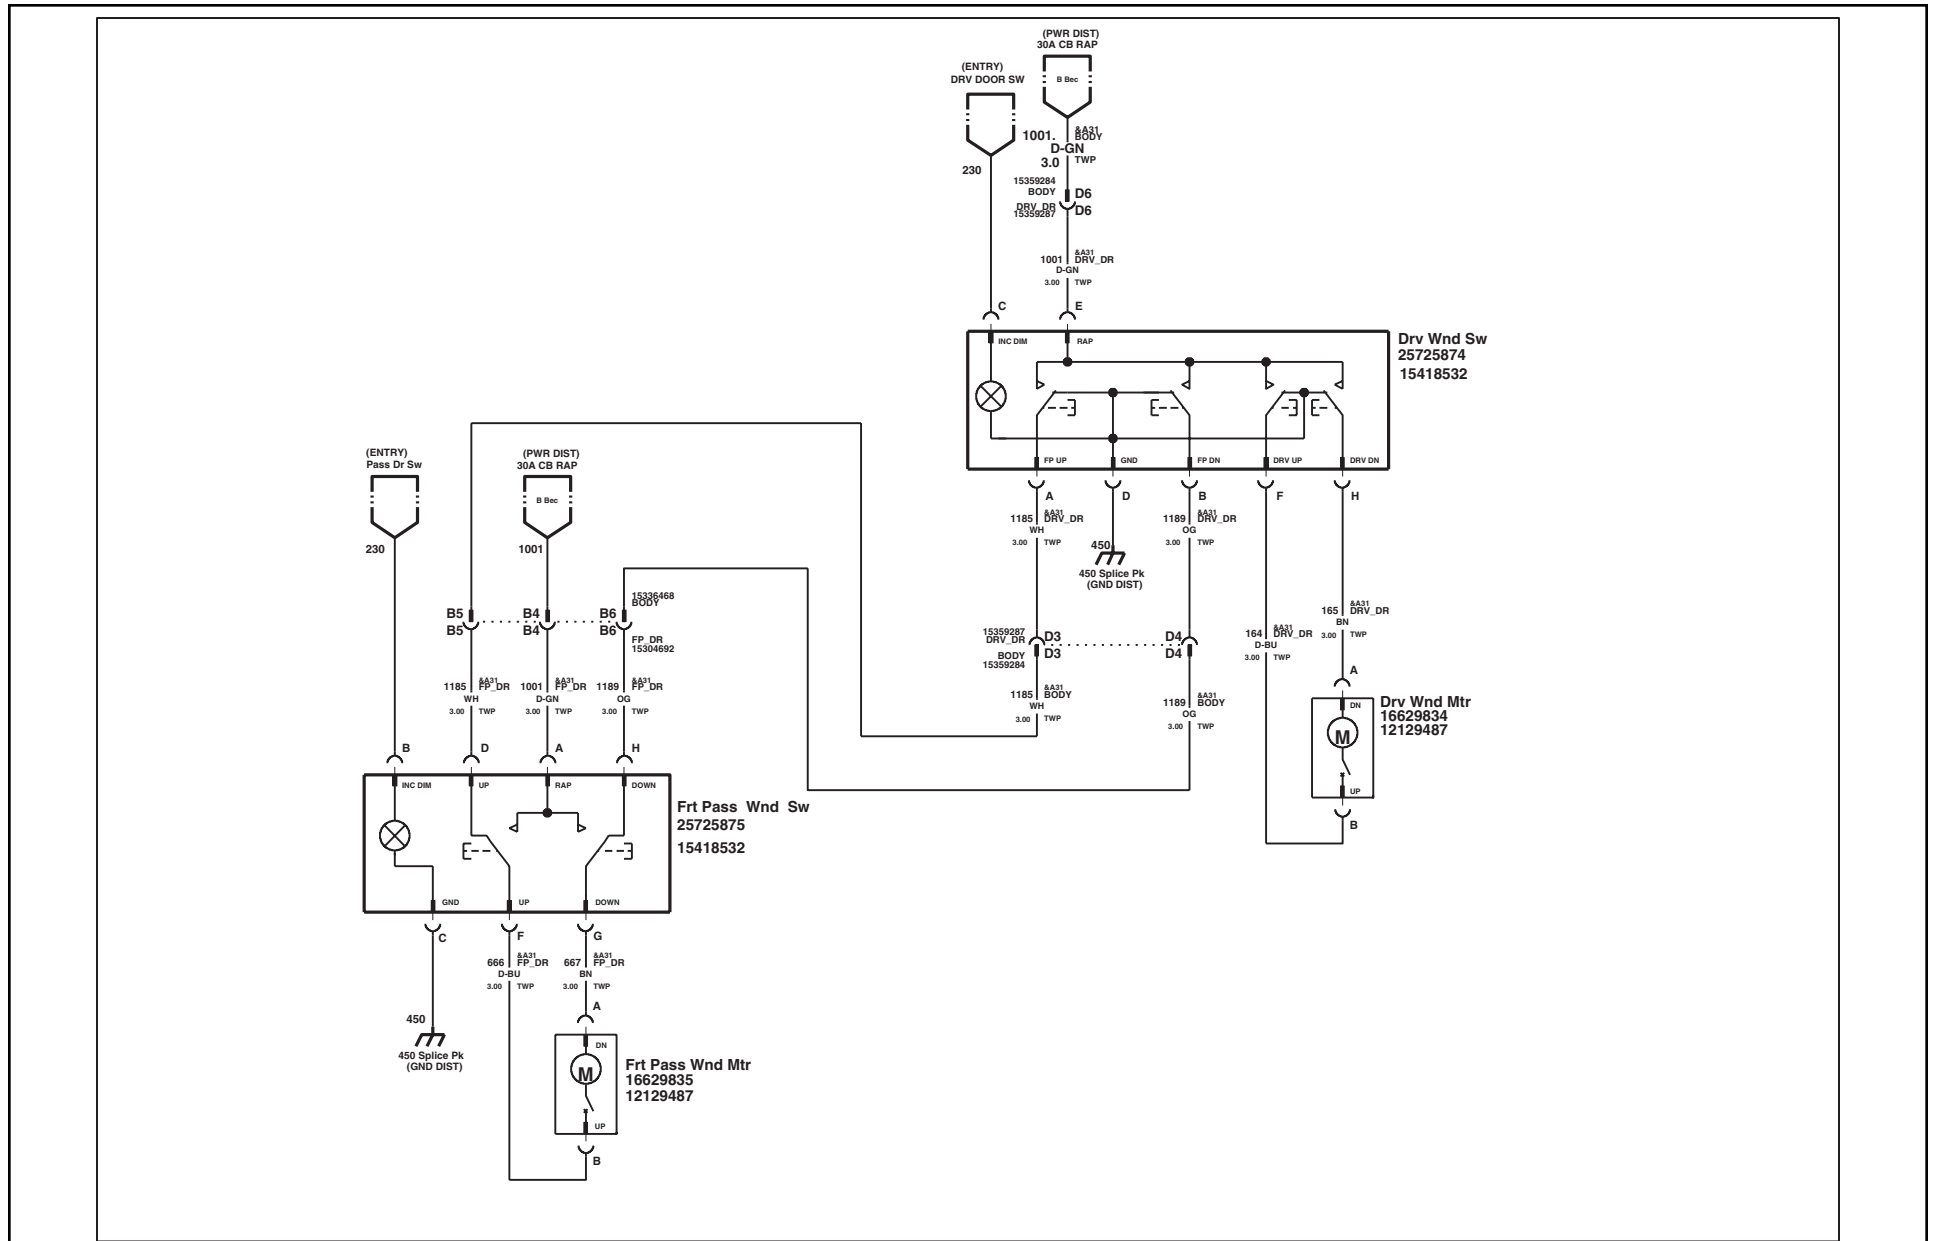 (PWR DIST)
30A CB RAP
(ENTRY)
DRV DOOR SW
B Bec
1001.
&A31
BODY
D-GN
3.0
TWP
230
15359284
BODY
D6
DRV_DR
15359287
D6
&A31
1001
DRV_DR
D-GN
3.00
TWP
C
E
INC DIM
RAP
Drv Wnd Sw
25725874
15418532
FP UP
GND
FP DN
DRV UP
DRV DN
A
D
B
F
H
1185
&A31
DRV_DR
WH
3.00
TWP
450
450 Splice Pk
(GND DIST)
1189
&A31
DRV_DR
OG
3.00
TWP
(ENTRY)
Pass Dr Sw
(PWR DIST)
30A CB RAP
B Bec
230
1001
15336468
BODY
B5
B4
B6
B5
B4
B6
FP_DR
15304692
165
&A31
DRV_DR
BN
3.00
TWP
164
&A31
DRV_DR
D-BU
3.00
TWP
15359287
DRV_DR
D3
D4
BODY
15359284
D3
D4
1185
&A31
FP_DR
WH
3.00
TWP
1001
&A31
FP_DR
D-GN
3.00
TWP
1189
&A31
FP_DR
OG
3.00
TWP
1185
&A31
BODY
WH
3.00
TWP
1189
&A31
BODY
OG
3.00
TWP
A
DN
M
UP
B
Drv Wnd Mtr
16629834
12129487
B
D
A
H
INC DIM
UP
RAP
DOWN
Frt Pass Wnd Sw
25725875
15418532
GND
UP
DOWN
C
F
G
666
&A31
FP_DR
D-BU
3.00
TWP
667
&A31
FP_DR
BN
3.00
TWP
450
450 Splice Pk
(GND DIST)
A
DN
M
UP
B
Frt Pass Wnd Mtr
16629835
12129487